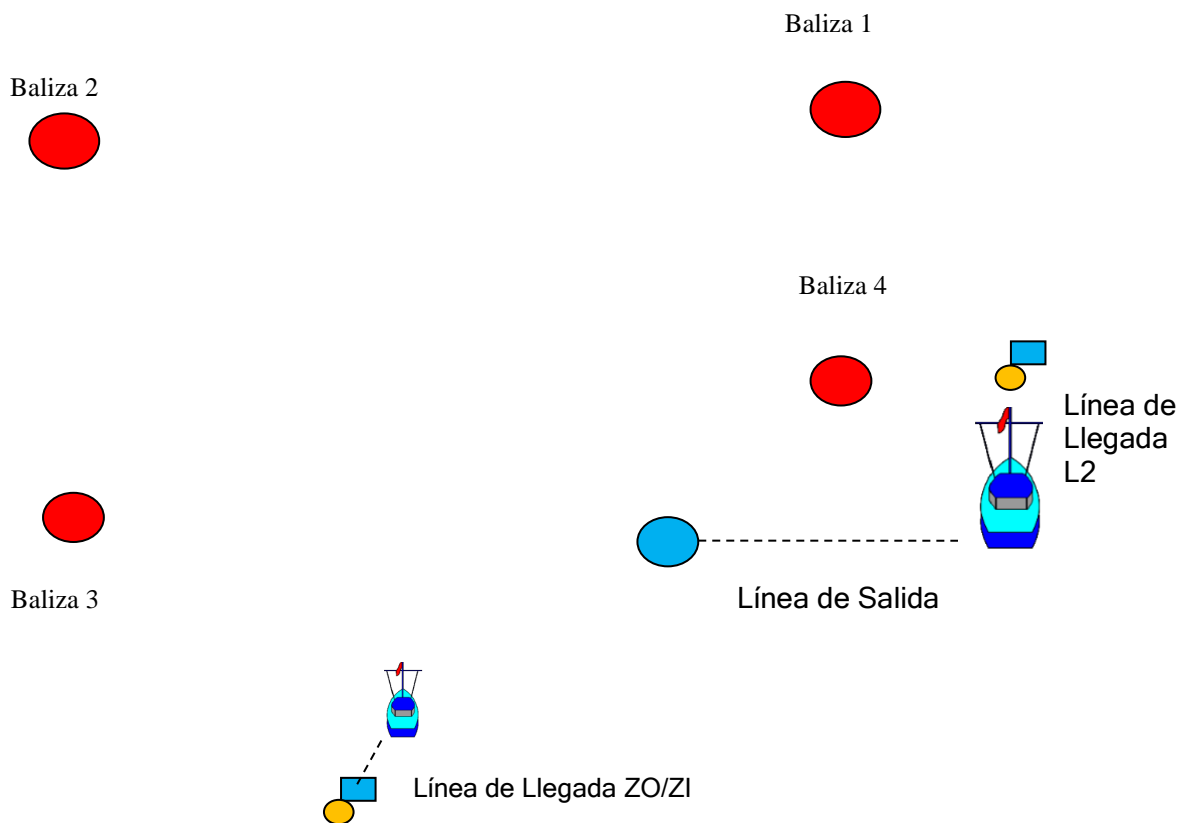 Baliza 1
Baliza 2
Baliza 4
Línea de
Llegada
L2
Línea de Salida
Baliza 3
Línea de Llegada ZO/ZI